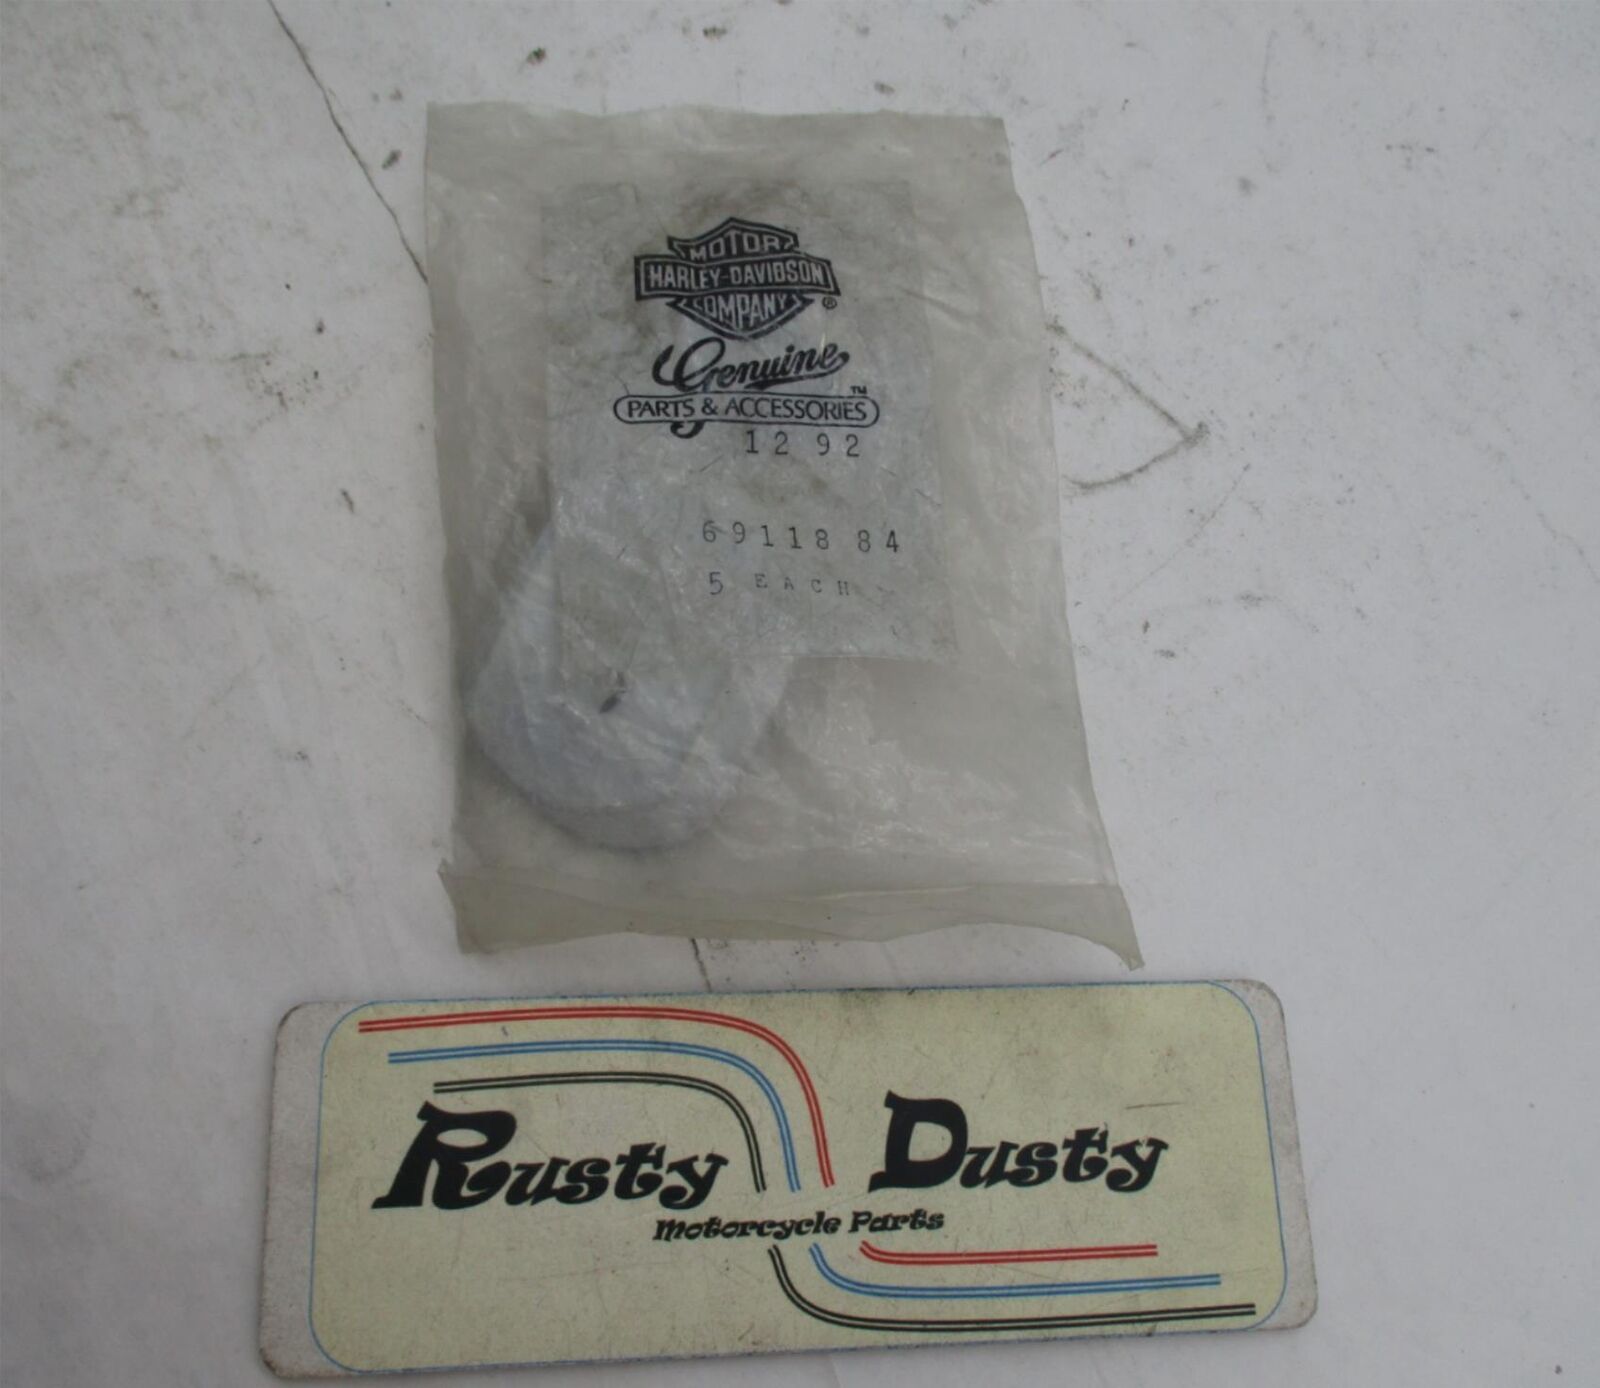 MOTOR
HARLEY-DAVIDSON
COMPANY ®
Genuine
PARTS & ACCESSORIES ™
12 92
69118 84
5 EACH
Rusty Dusty
Motorcycle Parts